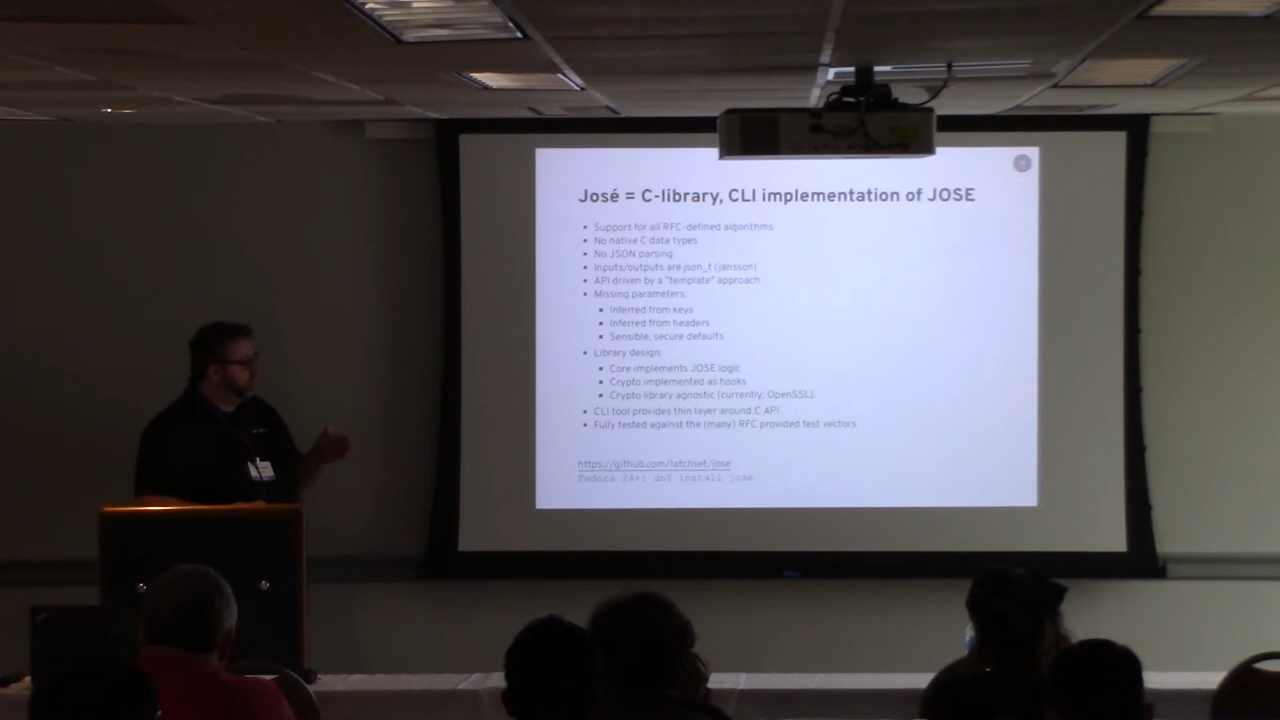 José = C-library, CLI implementation of JOSE
Support for all RFC-defined algorithms
No native C data types
No JSON parsing
Inputs/outputs are json_t (jansson)
API driven by a "template" approach
Missing parameters:
Inferred from keys
Inferred from headers
Sensible, secure defaults
Library design:
Core implements JOSE logic
Crypto implemented as hooks
Crypto library agnostic (currently: OpenSSL)
CLI tool provides thin layer around C API
Fully tested against the (many) RFC provided test vectors
https://github.com/latchset/jose
Fedora 24+: dnf install jose